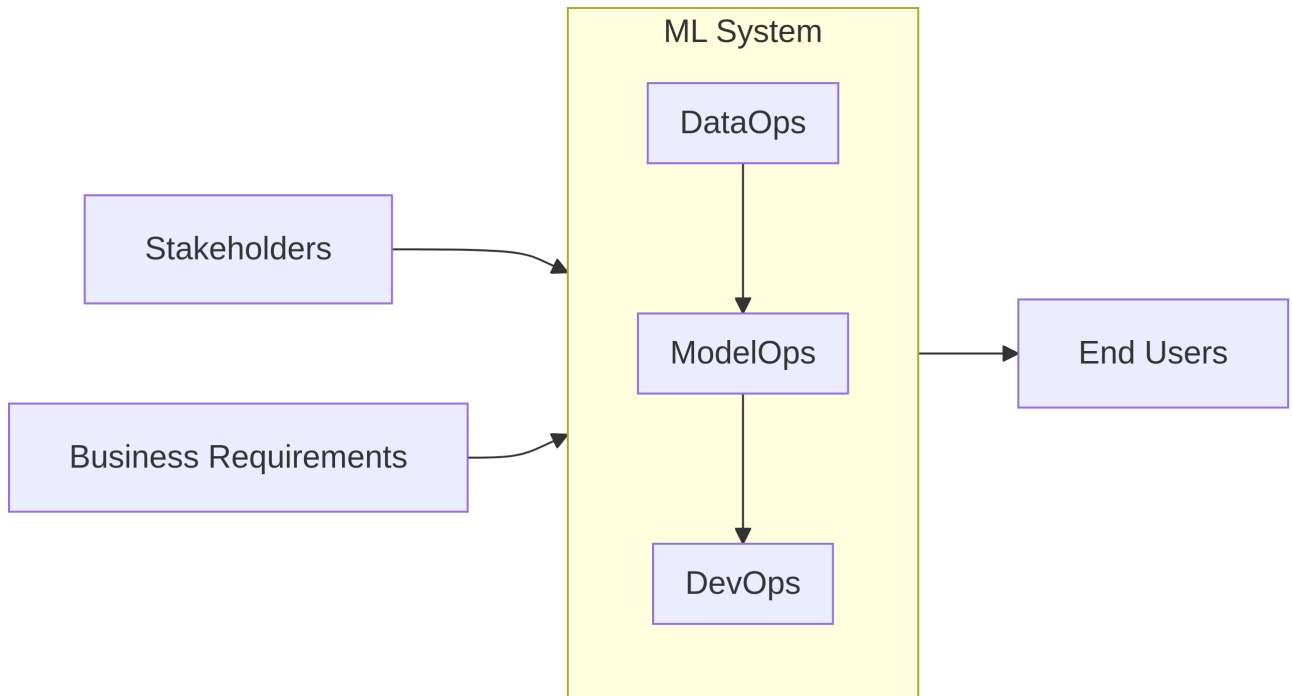 ML System
DataOps
Stakeholders
ModelOps
End Users
Business Requirements
DevOps